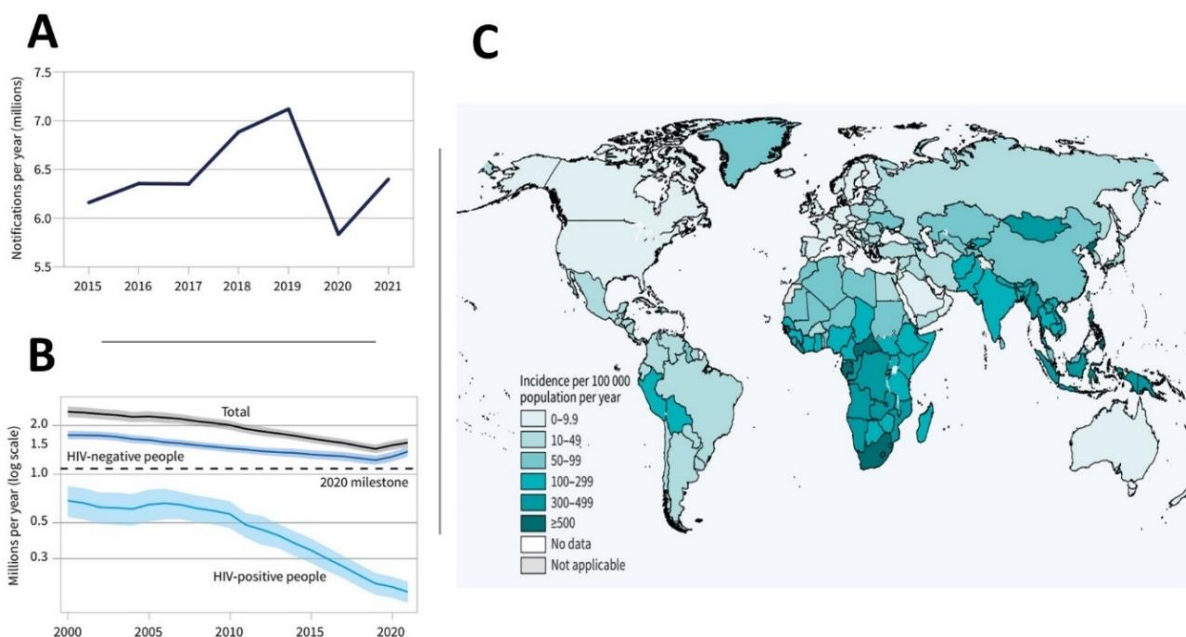 A
Notifications per year (millions)
7.5
7.0
6.5
6.0
5.5
2015 2016 2017 2018 2019 2020 2021
B
Millions per year (log scale)
2.0
1.5
1.0
0.5
0.3
Total
HIV-negative people
2020 milestone
HIV-positive people
2000 2005 2010 2015 2020
C
Incidence per 100 000
population per year
0–9.9
10–49
50–99
100–299
300–499
≥500
No data
Not applicable